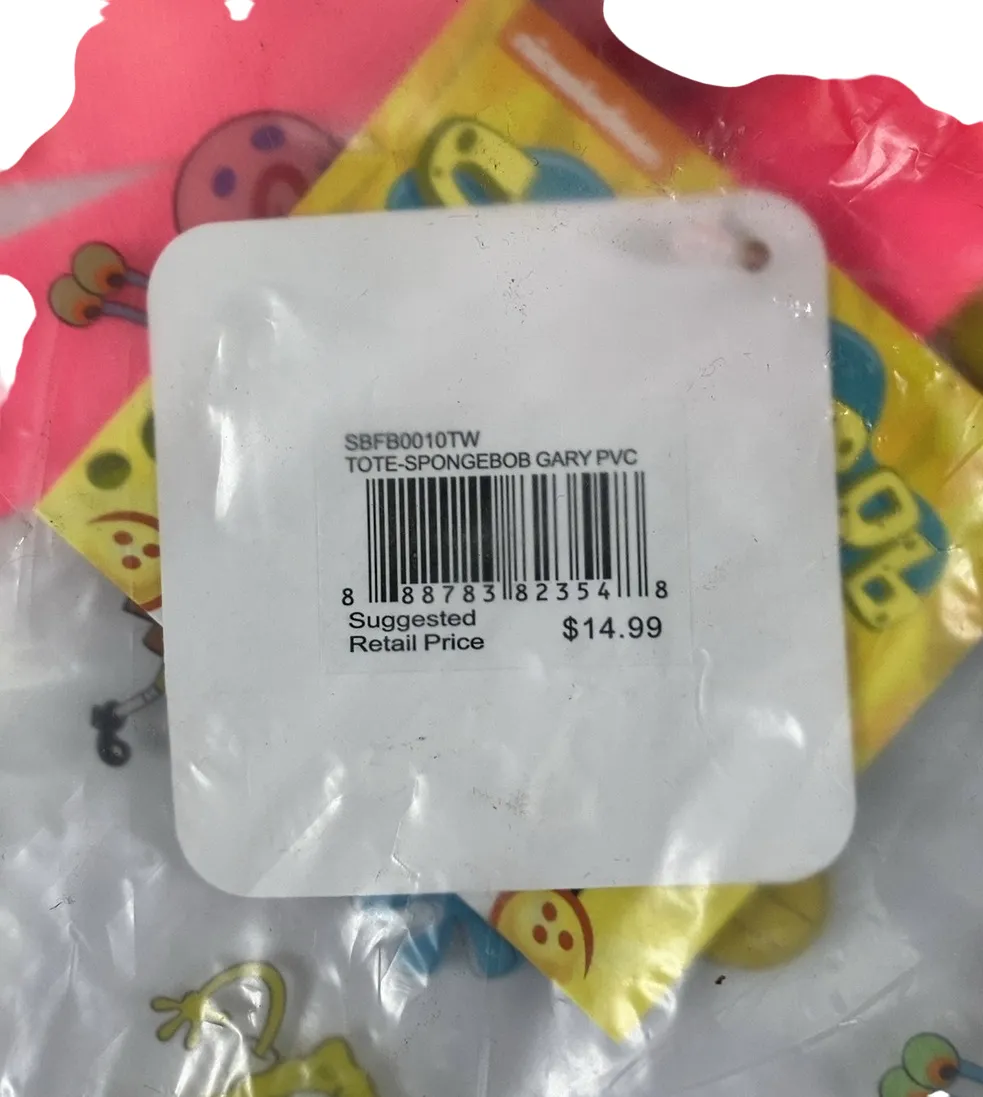 SBFB0010TW
TOTE-SPONGEBOB GARY PVC
8 88783 82354 8
Suggested
Retail Price
$14.99